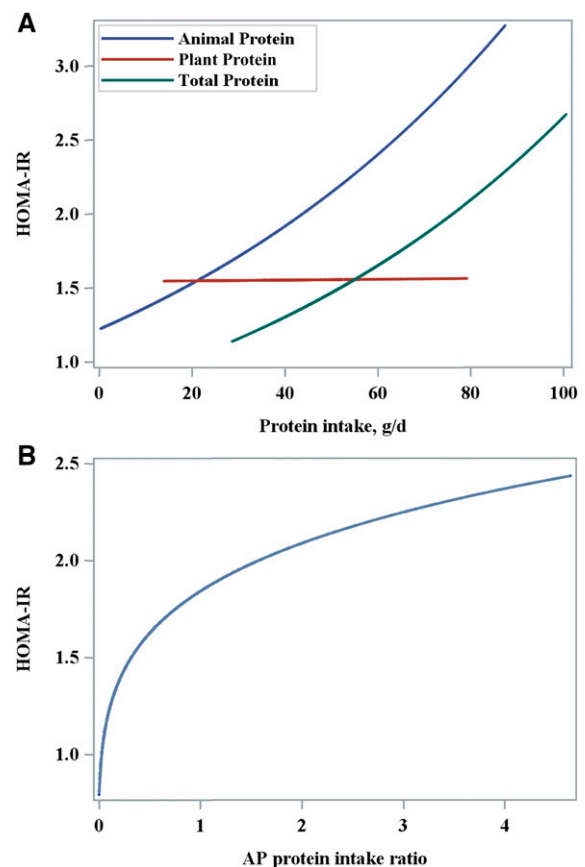 A
Animal Protein
Plant Protein
Total Protein
HOMA-IR
3.0
2.5
2.0
1.5
1.0
0 20 40 60 80 100
Protein intake, g/d
B
HOMA-IR
2.5
2.0
1.5
1.0
0 1 2 3 4
AP protein intake ratio